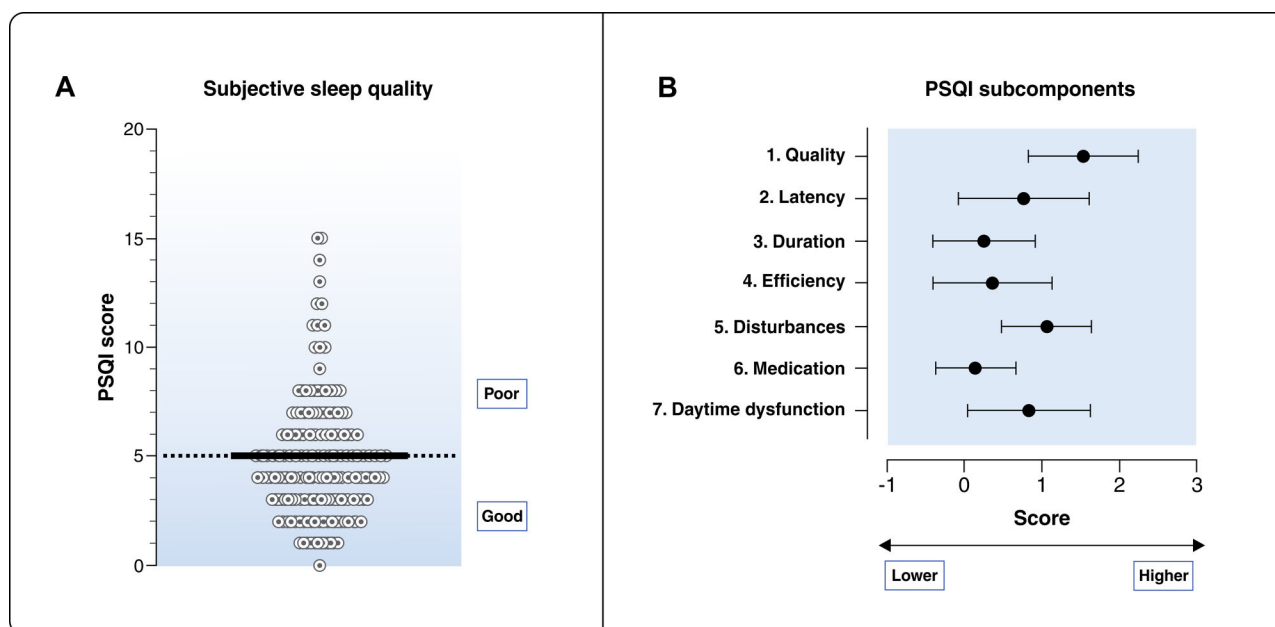 A
Subjective sleep quality
PSQI score
20
15
10
5
0
Poor
Good
B
PSQI subcomponents
1. Quality
2. Latency
3. Duration
4. Efficiency
5. Disturbances
6. Medication
7. Daytime dysfunction
-1 0 1 2 3
Score
Lower Higher